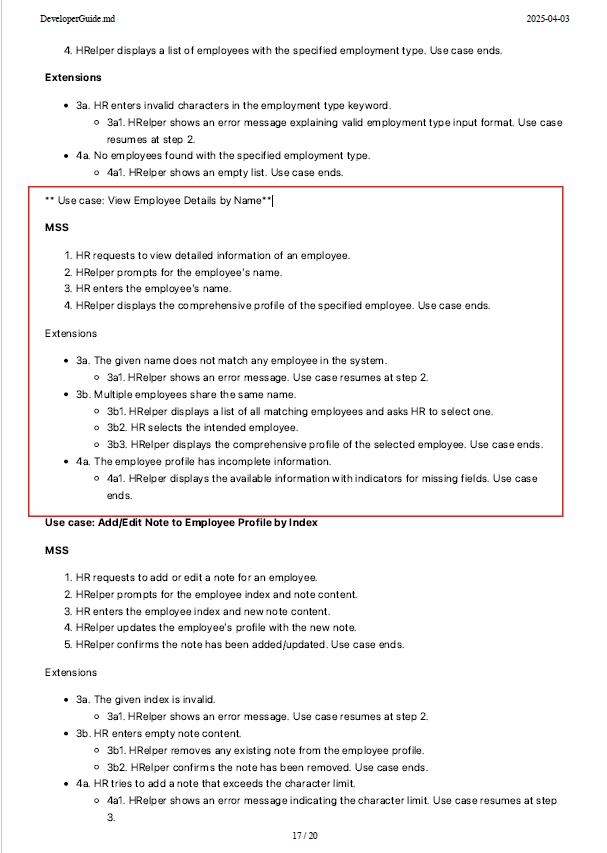 DeveloperGuide.md 2025-04-03
4. HRelper displays a list of employees with the specified employment type. Use case ends.
Extensions
• 3a. HR enters invalid characters in the employment type keyword.
○ 3a1. HRelper shows an error message explaining valid employment type input format. Use case
resumes at step 2.
• 4a. No employees found with the specified employment type.
○ 4a1. HRelper shows an empty list. Use case ends.
** Use case: View Employee Details by Name**
MSS
1. HR requests to view detailed information of an employee.
2. HRelper prompts for the employee's name.
3. HR enters the employee's name.
4. HRelper displays the comprehensive profile of the specified employee. Use case ends.
Extensions
• 3a. The given name does not match any employee in the system.
○ 3a1. HRelper shows an error message. Use case resumes at step 2.
• 3b. Multiple employees share the same name.
○ 3b1. HRelper displays a list of all matching employees and asks HR to select one.
○ 3b2. HR selects the intended employee.
○ 3b3. HRelper displays the comprehensive profile of the selected employee. Use case ends.
• 4a. The employee profile has incomplete information.
○ 4a1. HRelper displays the available information with indicators for missing fields. Use case
ends.
Use case: Add/Edit Note to Employee Profile by Index
MSS
1. HR requests to add or edit a note for an employee.
2. HRelper prompts for the employee index and note content.
3. HR enters the employee index and new note content.
4. HRelper updates the employee's profile with the new note.
5. HRelper confirms the note has been added/updated. Use case ends.
Extensions
• 3a. The given index is invalid.
○ 3a1. HRelper shows an error message. Use case resumes at step 2.
• 3b. HR enters empty note content.
○ 3b1. HRelper removes any existing note from the employee profile.
○ 3b2. HRelper confirms the note has been removed. Use case ends.
• 4a. HR tries to add a note that exceeds the character limit.
○ 4a1. HRelper shows an error message indicating the character limit. Use case resumes at step
3.
17 / 20